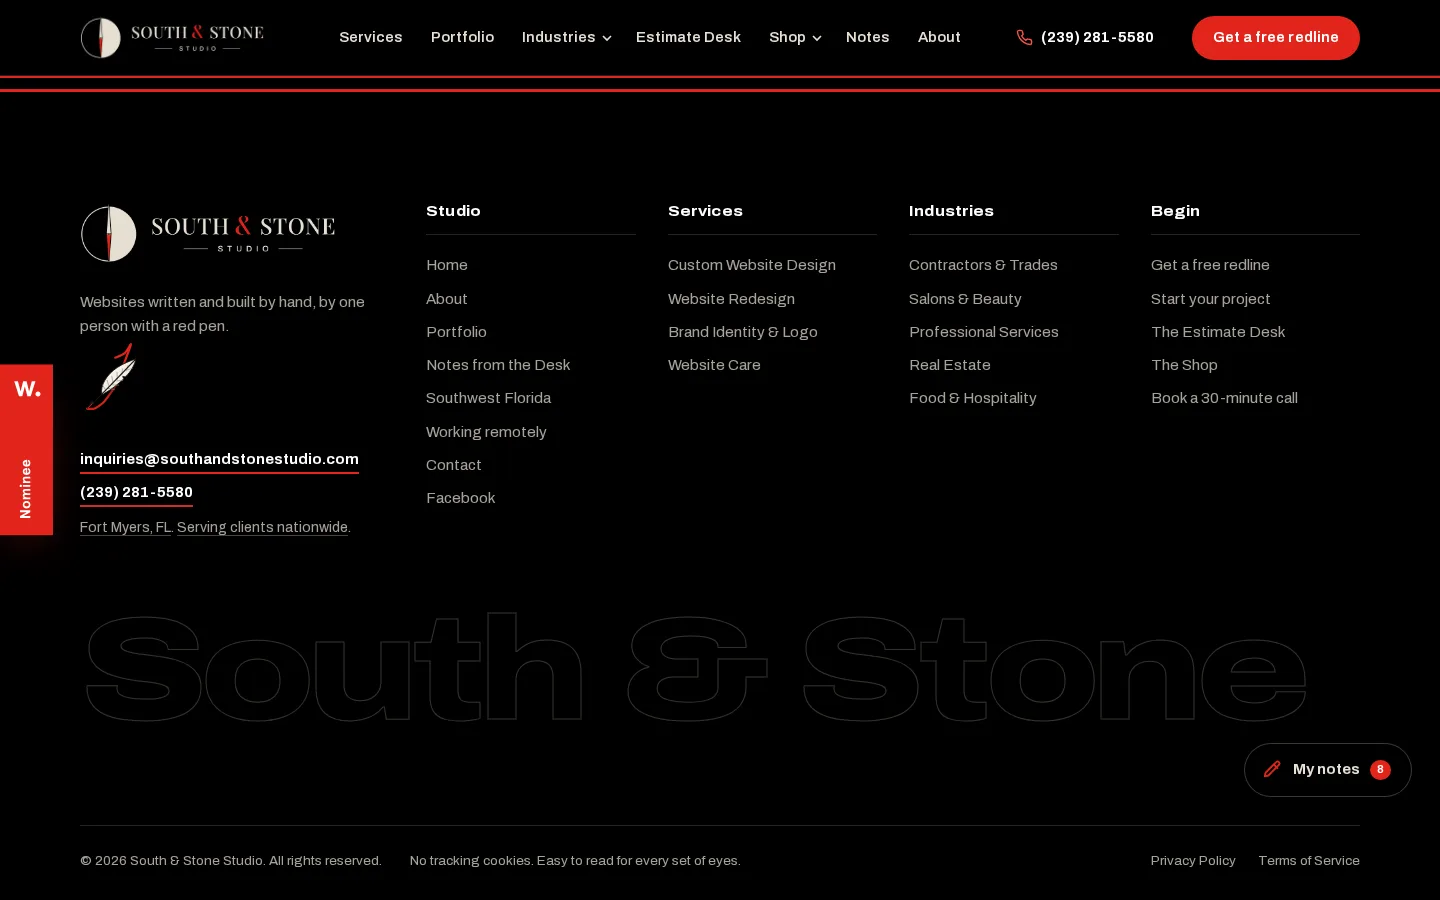 SOUTH & STONE
STUDIO
Services
Portfolio
Industries
Estimate Desk
Shop
Notes
About
(239) 281-5580
Get a free redline
SOUTH & STONE
STUDIO
Websites written and built by hand, by one
person with a red pen.
inquiries@southandstonestudio.com
(239) 281-5580
Fort Myers, FL. Serving clients nationwide.
Studio
Home
About
Portfolio
Notes from the Desk
Southwest Florida
Working remotely
Contact
Facebook
Services
Custom Website Design
Website Redesign
Brand Identity & Logo
Website Care
Industries
Contractors & Trades
Salons & Beauty
Professional Services
Real Estate
Food & Hospitality
Begin
Get a free redline
Start your project
The Estimate Desk
The Shop
Book a 30-minute call
W.
Nominee
South & Stone
My notes 8
© 2026 South & Stone Studio. All rights reserved.
No tracking cookies. Easy to read for every set of eyes.
Privacy Policy
Terms of Service